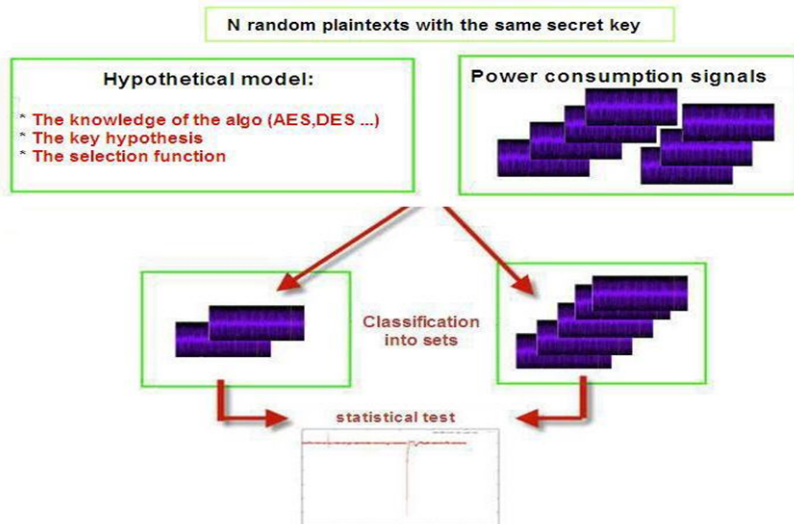 N random plaintexts with the same secret key
Hypothetical model:
* The knowledge of the algo (AES,DES ...)
* The key hypothesis
* The selection function
Power consumption signals
Classification
into sets
statistical test